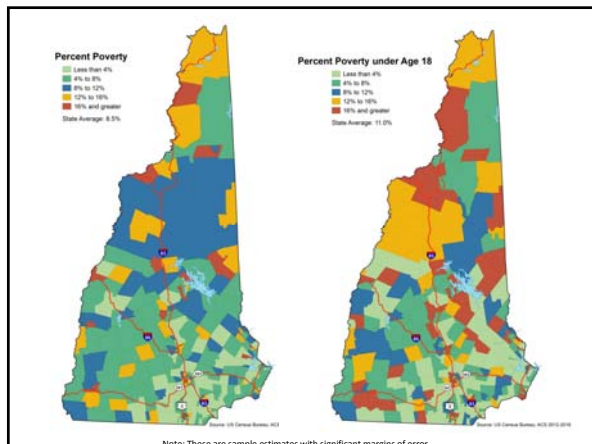 Percent Poverty
Less than 4%
4% to 8%
8% to 12%
12% to 16%
16% and greater
State Average: 8.5%
Percent Poverty under Age 18
Less than 4%
4% to 8%
8% to 12%
12% to 16%
16% and greater
State Average: 11.0%
Source: US Census Bureau, ACS
Source: US Census Bureau, ACS 2012-2016
Note: These are sample estimates with significant margins of error